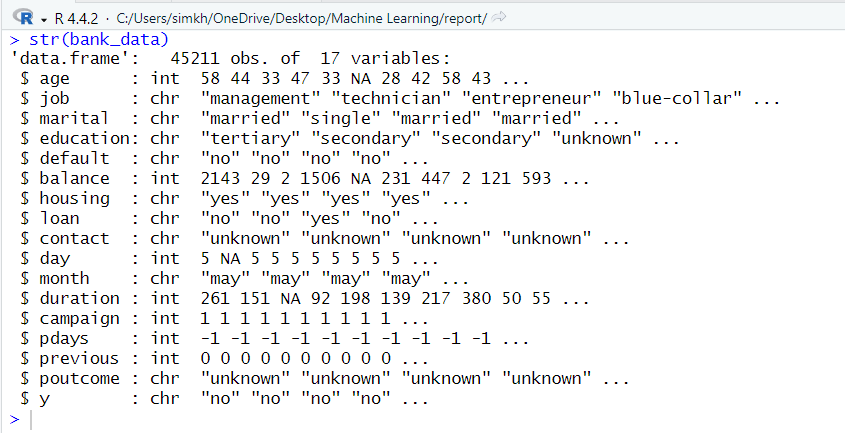 R 4.4.2 · C:/Users/simkh/OneDrive/Desktop/Machine Learning/report/
> str(bank_data)
'data.frame':   45211 obs. of  17 variables:
 $ age      : int  58 44 33 47 33 NA 28 42 58 43 ...
 $ job      : chr  "management" "technician" "entrepreneur" "blue-collar" ...
 $ marital  : chr  "married" "single" "married" "married" ...
 $ education: chr  "tertiary" "secondary" "secondary" "unknown" ...
 $ default  : chr  "no" "no" "no" "no" ...
 $ balance  : int  2143 29 2 1506 NA 231 447 2 121 593 ...
 $ housing  : chr  "yes" "yes" "yes" "yes" ...
 $ loan     : chr  "no" "no" "yes" "no" ...
 $ contact  : chr  "unknown" "unknown" "unknown" "unknown" ...
 $ day      : int  5 NA 5 5 5 5 5 5 5 5 ...
 $ month    : chr  "may" "may" "may" "may" ...
 $ duration : int  261 151 NA 92 198 139 217 380 50 55 ...
 $ campaign : int  1 1 1 1 1 1 1 1 1 1 ...
 $ pdays    : int  -1 -1 -1 -1 -1 -1 -1 -1 -1 -1 ...
 $ previous : int  0 0 0 0 0 0 0 0 0 0 ...
 $ poutcome : chr  "unknown" "unknown" "unknown" "unknown" ...
 $ y        : chr  "no" "no" "no" "no" ...
>